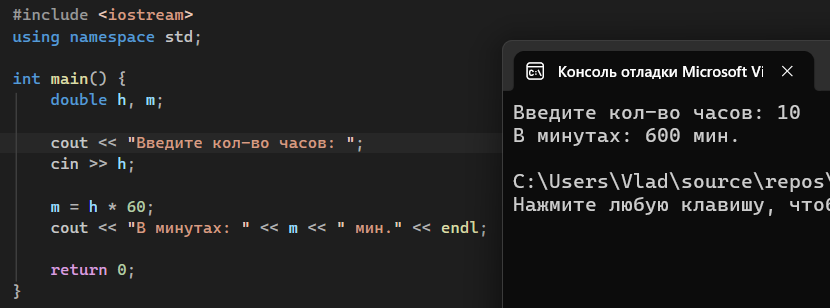 #include <iostream>
using namespace std;
int main() {
double h, m;
cout << "Введите кол-во часов: ";
cin >> h;
m = h * 60;
cout << "В минутах: " << m << " мин." << endl;
return 0;
}
Консоль отладки Microsoft Vi
Введите кол-во часов: 10
В минутах: 600 мин.
C:\Users\Vlad\source\repos\
Нажмите любую клавишу, чтоб